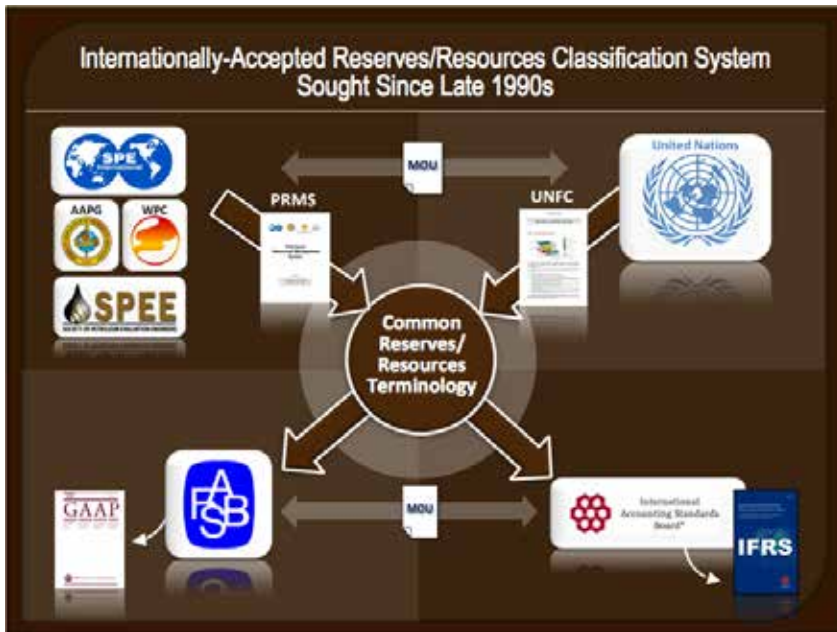 Internationally-Accepted Reserves/Resources Classification System
Sought Since Late 1990s
SPE
MOU
United Nations
AAPG
WPC
PRMS
UNFC
SPEE
SOCIETY OF PETROLEUM EVALUATION ENGINEERS
Common
Reserves/
Resources
Terminology
GAAP
FASB
MOU
International
Accounting Standards
Board®
IFRS